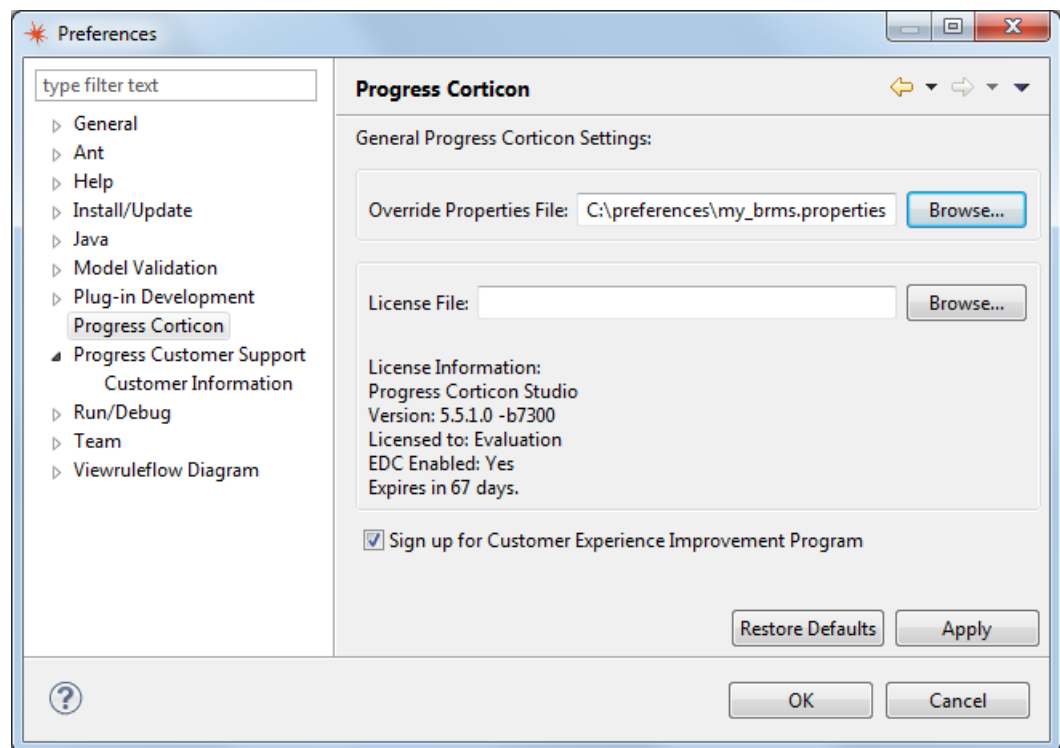 Preferences
type filter text
General
Ant
Help
Install/Update
Java
Model Validation
Plug-in Development
Progress Corticon
Progress Customer Support
Customer Information
Run/Debug
Team
Viewruleflow Diagram
Progress Corticon
General Progress Corticon Settings:
Override Properties File: C:\preferences\my_brms.properties Browse...
License File: Browse...
License Information:
Progress Corticon Studio
Version: 5.5.1.0 -b7300
Licensed to: Evaluation
EDC Enabled: Yes
Expires in 67 days.
Sign up for Customer Experience Improvement Program
Restore Defaults Apply
? OK Cancel